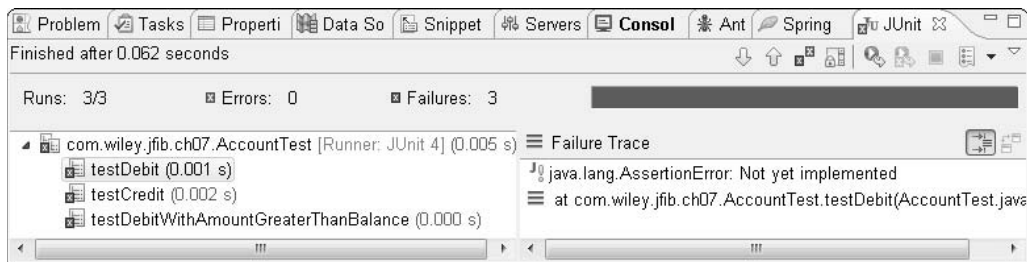 Problem Tasks Properti Data So Snippet Servers Consol Ant Spring JUnit
Finished after 0.062 seconds
Runs: 3/3 Errors: 0 Failures: 3
com.wiley.jfib.ch07.AccountTest [Runner: JUnit 4] (0.005 s)
testDebit (0.001 s)
testCredit (0.002 s)
testDebitWithAmountGreaterThanBalance (0.000 s)
Failure Trace
java.lang.AssertionError: Not yet implemented
at com.wiley.jfib.ch07.AccountTest.testDebit(AccountTest.java